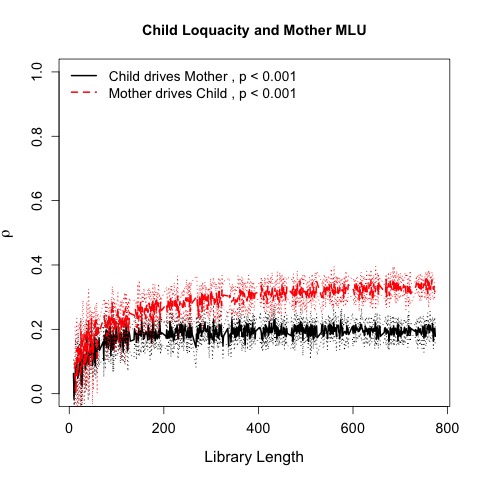 Child Loquacity and Mother MLU
Child drives Mother , p < 0.001
Mother drives Child , p < 0.001
1.0
0.8
0.6
0.4
0.2
0.0
ρ
0 200 400 600 800
Library Length